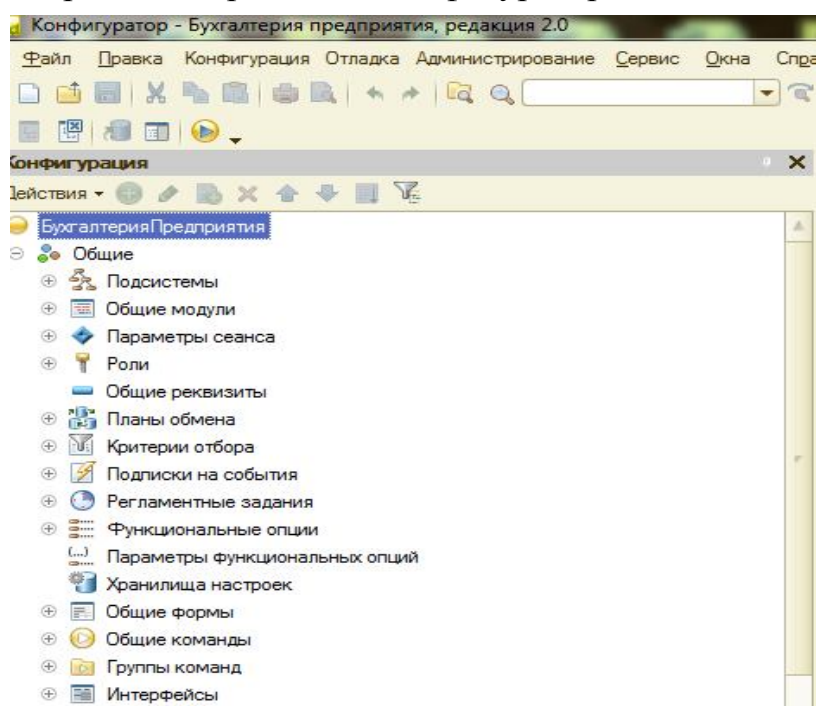 Конфигуратор - Бухгалтерия предприятия, редакция 2.0
Файл Правка Конфигурация Отладка Администрирование Сервис Окна Спра
Конфигурация
Действия
БухгалтерияПредприятия
Общие
Подсистемы
Общие модули
Параметры сеанса
Роли
Общие реквизиты
Планы обмена
Критерии отбора
Подписки на события
Регламентные задания
Функциональные опции
Параметры функциональных опций
Хранилища настроек
Общие формы
Общие команды
Группы команд
Интерфейсы